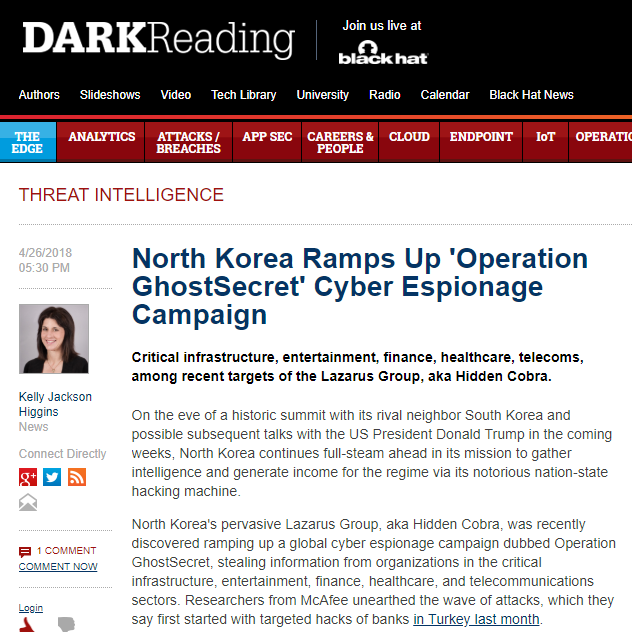 DARKReading
Join us live at
black hat
Authors Slideshows Video Tech Library University Radio Calendar Black Hat News
THE EDGE
ANALYTICS
ATTACKS / BREACHES
APP SEC
CAREERS & PEOPLE
CLOUD
ENDPOINT
IoT
OPERATIO
THREAT INTELLIGENCE
4/26/2018
05:30 PM
Kelly Jackson
Higgins
News
Connect Directly
g+
1 COMMENT
COMMENT NOW
Login
North Korea Ramps Up 'Operation
GhostSecret' Cyber Espionage
Campaign
Critical infrastructure, entertainment, finance, healthcare, telecoms,
among recent targets of the Lazarus Group, aka Hidden Cobra.
On the eve of a historic summit with its rival neighbor South Korea and
possible subsequent talks with the US President Donald Trump in the coming
weeks, North Korea continues full-steam ahead in its mission to gather
intelligence and generate income for the regime via its notorious nation-state
hacking machine.
North Korea's pervasive Lazarus Group, aka Hidden Cobra, was recently
discovered ramping up a global cyber espionage campaign dubbed Operation
GhostSecret, stealing information from organizations in the critical
infrastructure, entertainment, finance, healthcare, and telecommunications
sectors. Researchers from McAfee unearthed the wave of attacks, which they
say first started with targeted hacks of banks in Turkey last month.